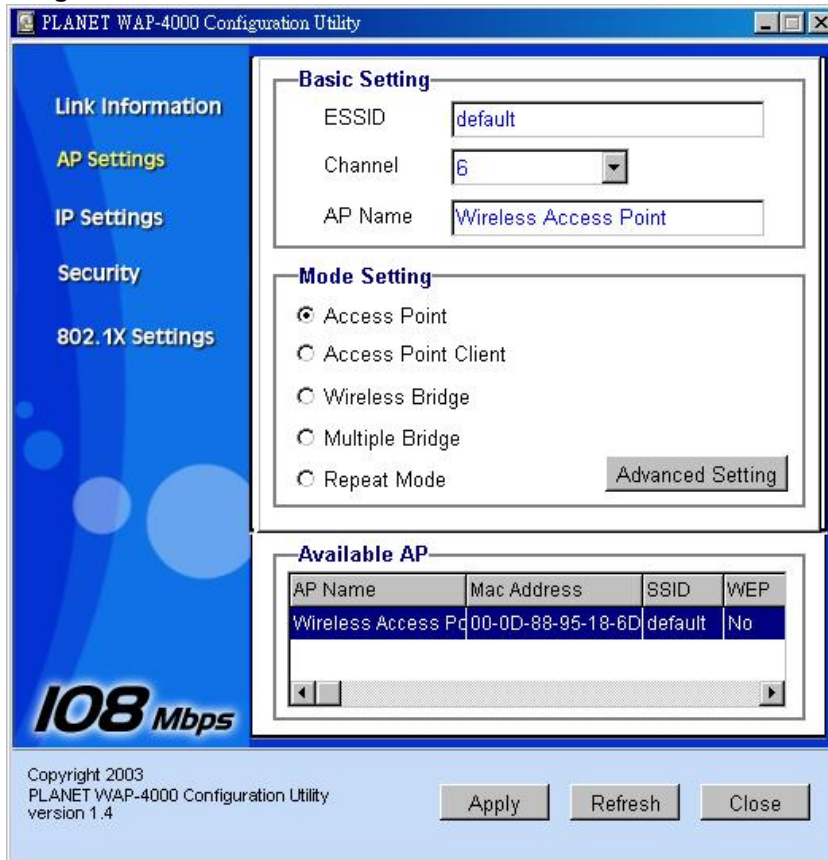 PLANET WAP-4000 Configuration Utility
Link Information
AP Settings
IP Settings
Security
802.1X Settings
Basic Setting
ESSID default
Channel 6
AP Name Wireless Access Point
Mode Setting
Access Point
Access Point Client
Wireless Bridge
Multiple Bridge
Repeat Mode
Advanced Setting
Available AP
AP Name Mac Address SSID WEP
Wireless Access 00-0D-88-95-18-6D default No
108 Mbps
Copyright 2003
PLANET WAP-4000 Configuration Utility
version 1.4
Apply Refresh Close